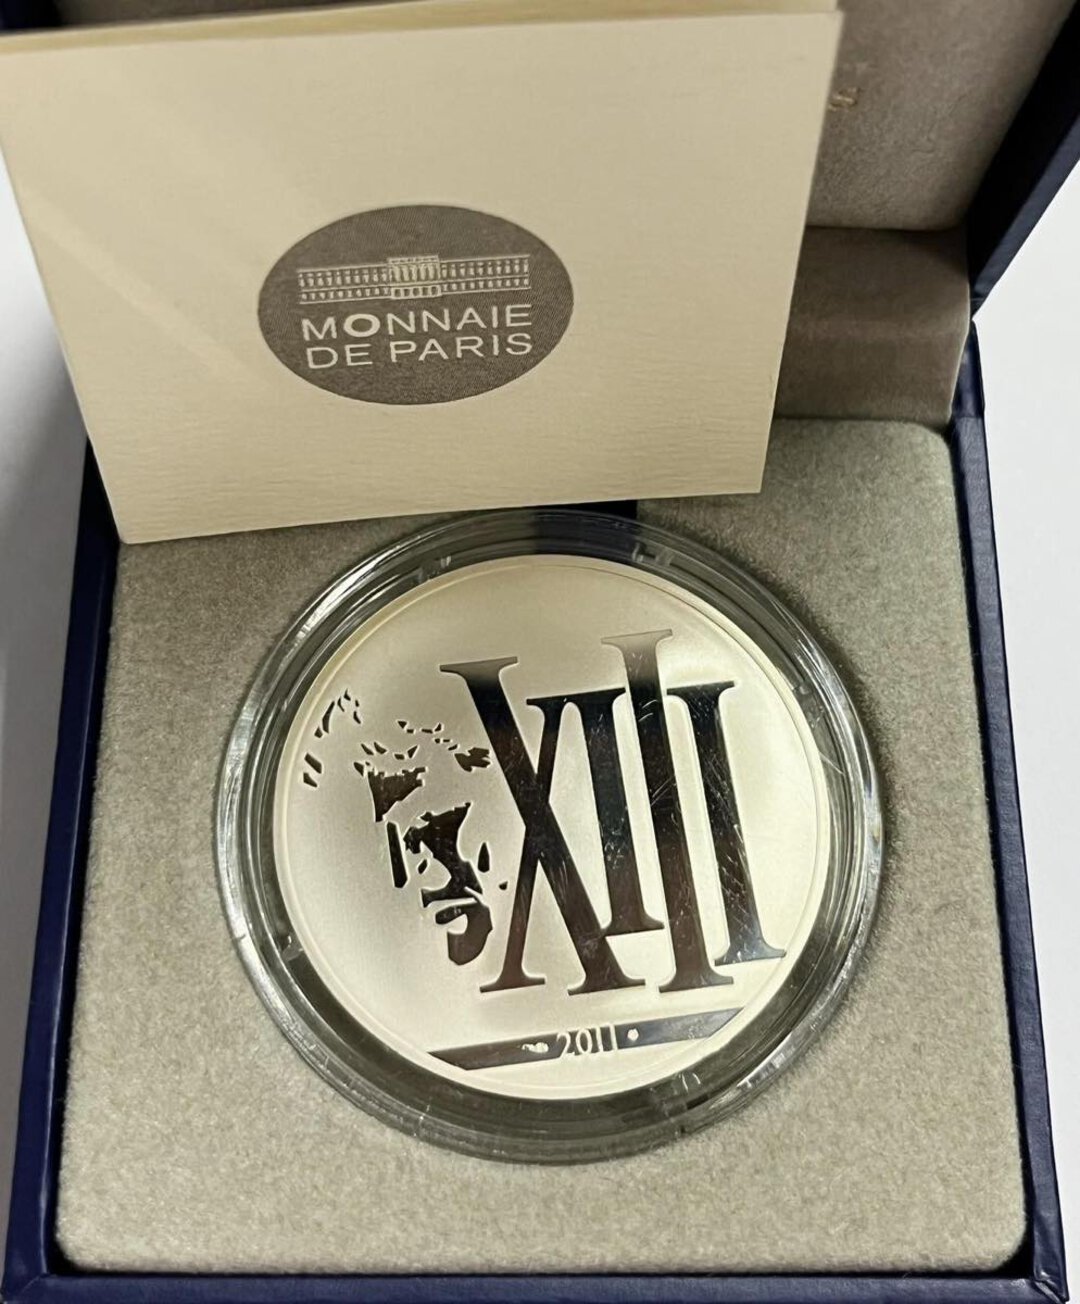 MONNAIE
DE PARIS
XIII
2011